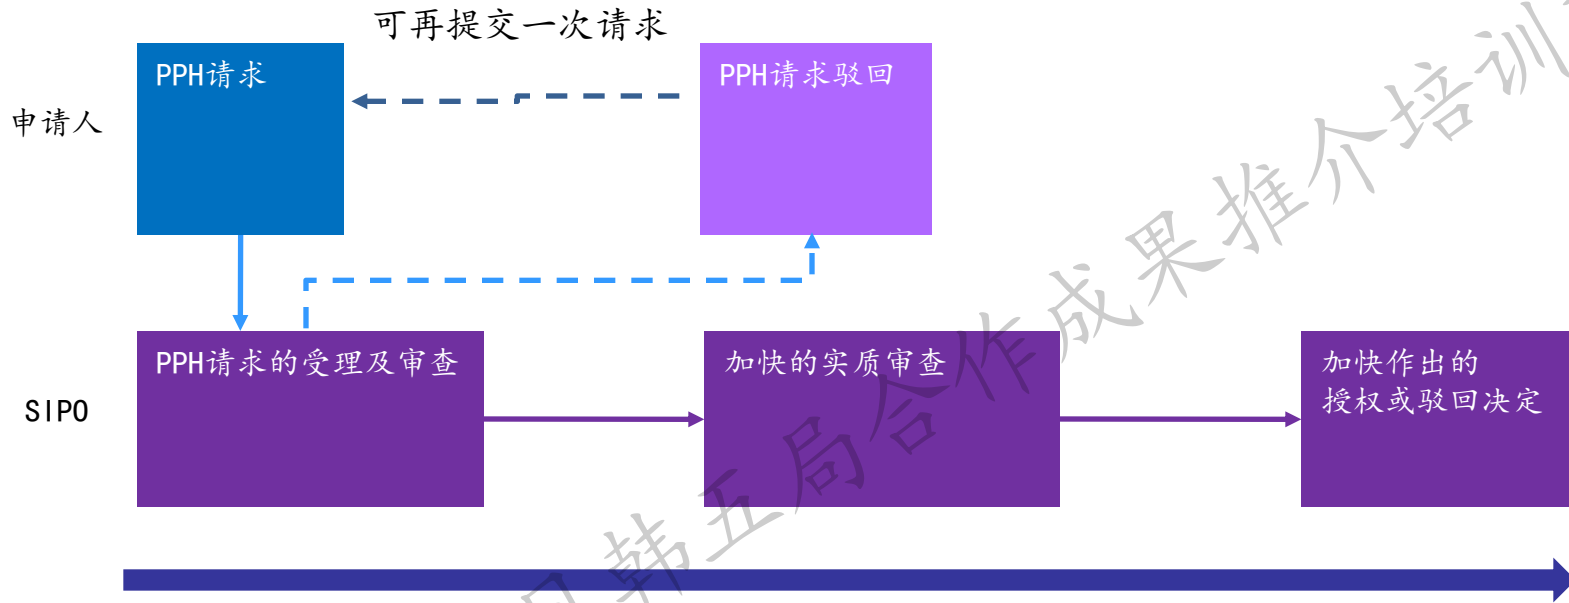 可再提交一次请求
PPH请求
PPH请求驳回
申请人
PPH请求的受理及审查
加快的实质审查
加快作出的
授权或驳回决定
SIPO
韩五局合作成果推介培训